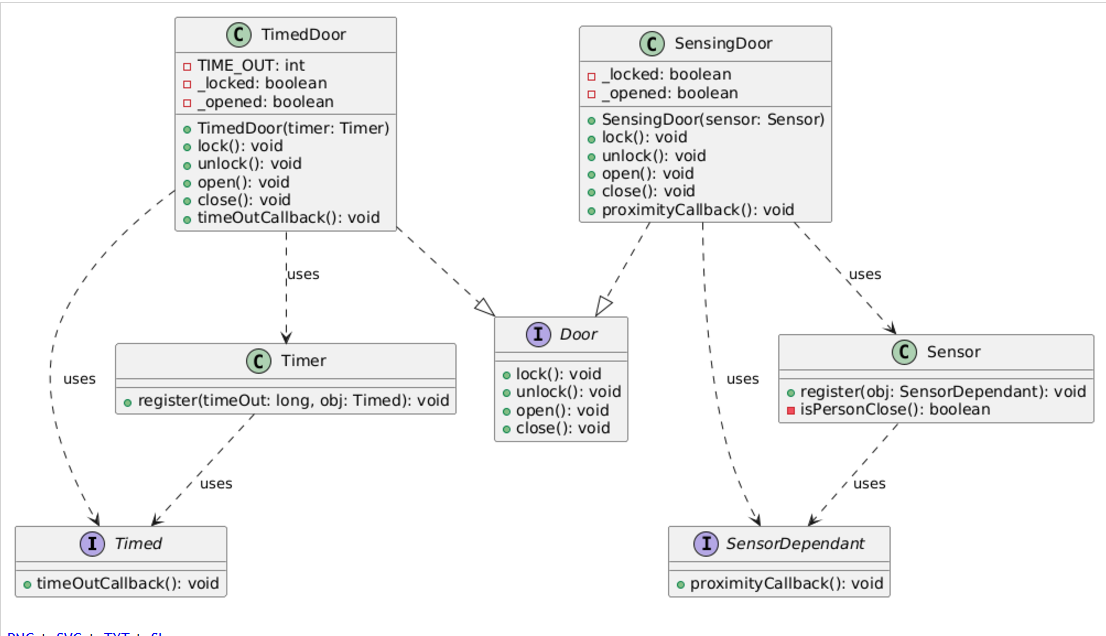 C TimedDoor
TIME_OUT: int
_locked: boolean
_opened: boolean
TimedDoor(timer: Timer)
lock(): void
unlock(): void
open(): void
close(): void
timeOutCallback(): void
C SensingDoor
_locked: boolean
_opened: boolean
SensingDoor(sensor: Sensor)
lock(): void
unlock(): void
open(): void
close(): void
proximityCallback(): void
uses
uses
C Timer
register(timeOut: long, obj: Timed): void
I Door
lock(): void
unlock(): void
open(): void
close(): void
C Sensor
register(obj: SensorDependant): void
isPersonClose(): boolean
uses
uses
uses
uses
I Timed
timeOutCallback(): void
I SensorDependant
proximityCallback(): void